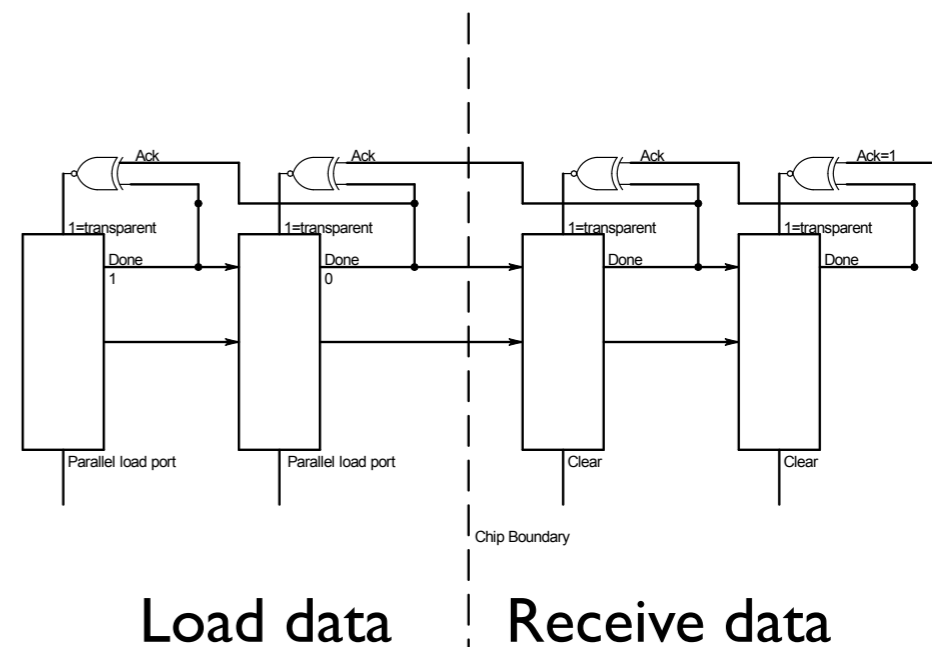 Ack
Ack
Ack
Ack=1
1=transparent
1=transparent
1=transparent
1=transparent
Done
Done
Done
Done
1
0
Parallel load port
Parallel load port
Clear
Clear
Chip Boundary
Load data
Receive data